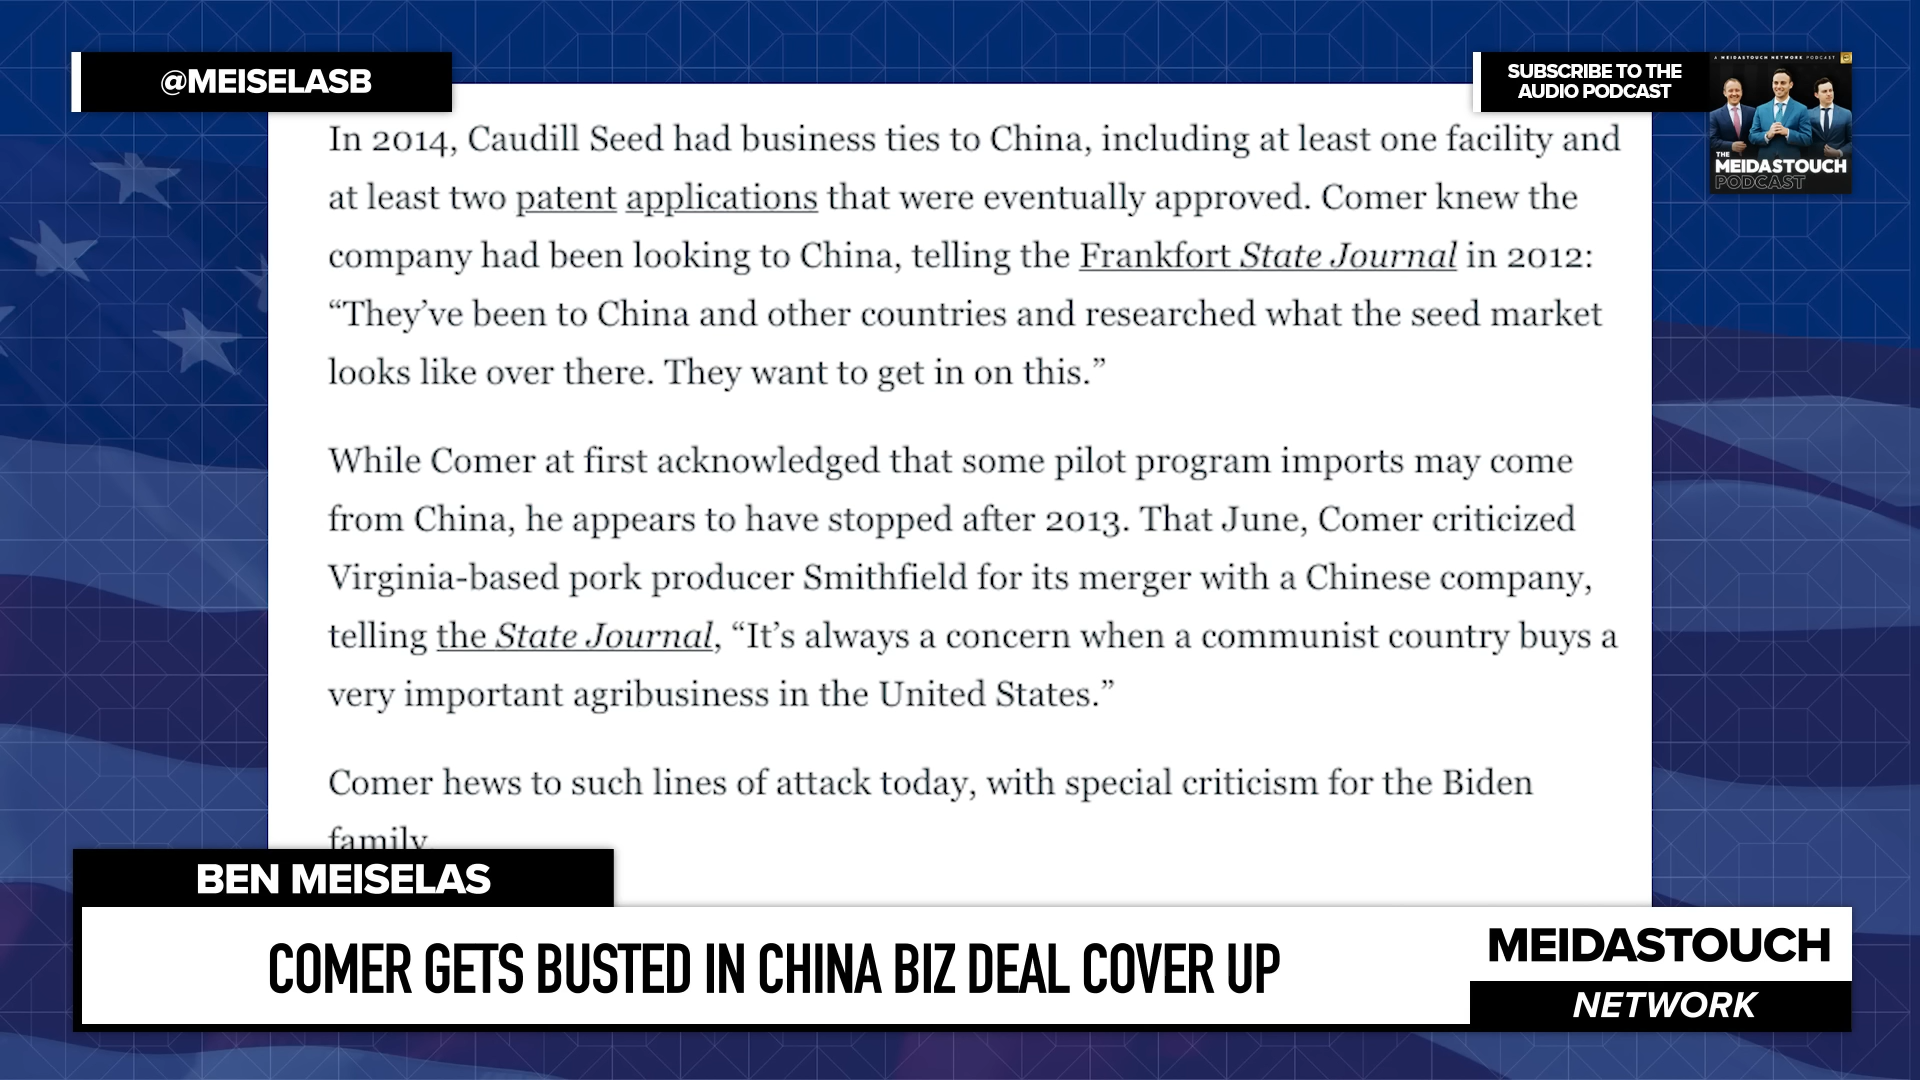 @MEISELASB
SUBSCRIBE TO THE
AUDIO PODCAST
A MEIDASTOUCH NETWORK PODCAST
THE
MEIDASTOUCH
PODCAST
In 2014, Caudill Seed had business ties to China, including at least one facility and
at least two patent applications that were eventually approved. Comer knew the
company had been looking to China, telling the Frankfort State Journal in 2012:
“They’ve been to China and other countries and researched what the seed market
looks like over there. They want to get in on this.”
While Comer at first acknowledged that some pilot program imports may come
from China, he appears to have stopped after 2013. That June, Comer criticized
Virginia-based pork producer Smithfield for its merger with a Chinese company,
telling the State Journal, “It’s always a concern when a communist country buys a
very important agribusiness in the United States.”
Comer hews to such lines of attack today, with special criticism for the Biden
family
BEN MEISELAS
COMER GETS BUSTED IN CHINA BIZ DEAL COVER UP
MEIDASTOUCH
NETWORK